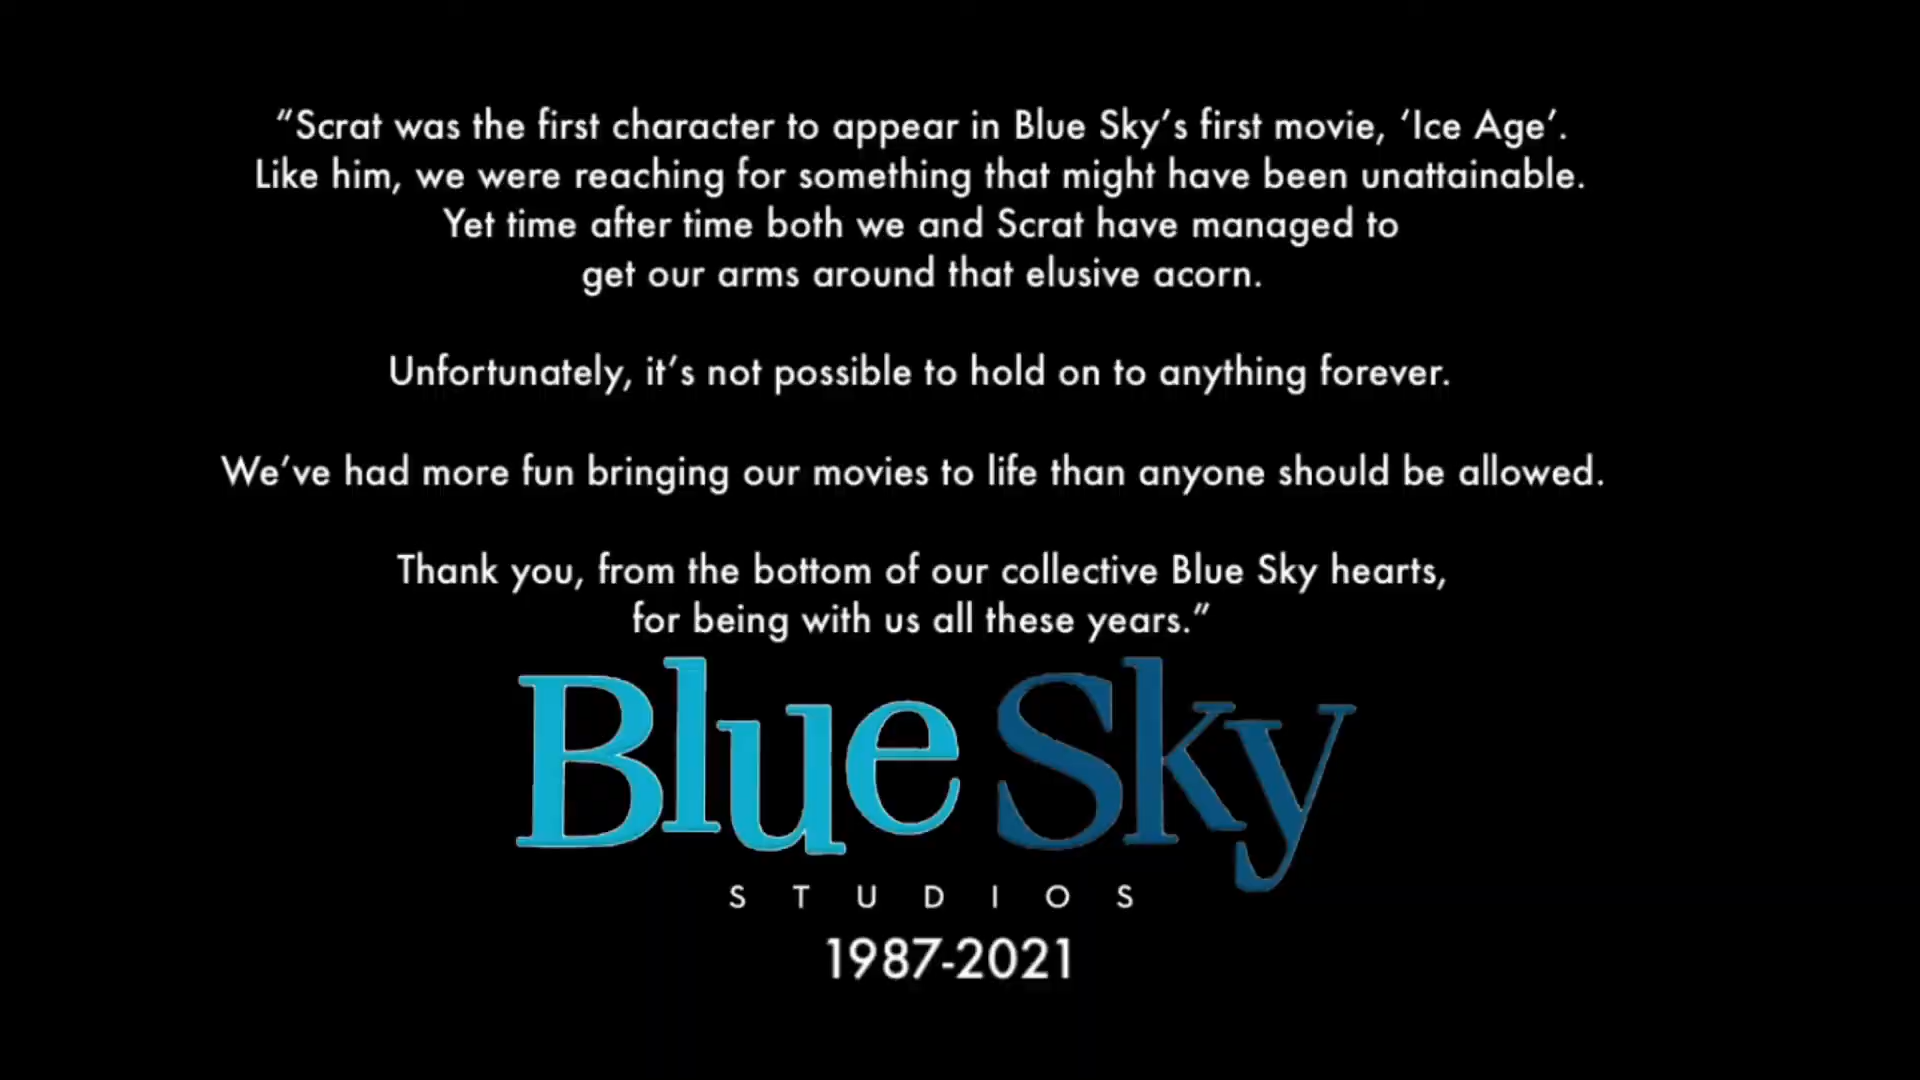 “Scrat was the first character to appear in Blue Sky’s first movie, ‘Ice Age’.
Like him, we were reaching for something that might have been unattainable.
Yet time after time both we and Scrat have managed to
get our arms around that elusive acorn.
Unfortunately, it’s not possible to hold on to anything forever.
We’ve had more fun bringing our movies to life than anyone should be allowed.
Thank you, from the bottom of our collective Blue Sky hearts,
for being with us all these years.”
Blue Sky
STUDIOS
1987-2021